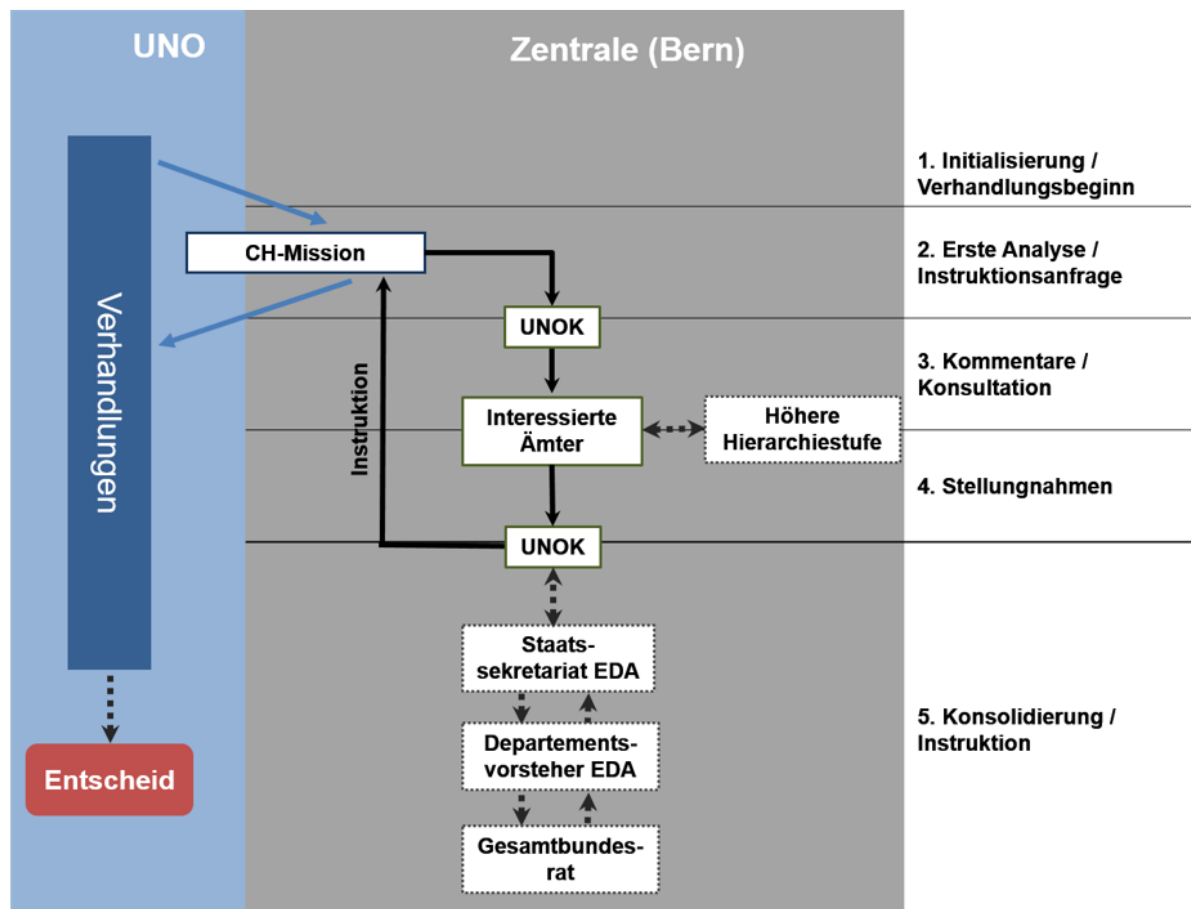 UNO
Zentrale (Bern)
1. Initialisierung /
Verhandlungsbeginn
CH-Mission
2. Erste Analyse /
Instruktionsanfrage
Verhandlungen
UNOK
Instruktion
3. Kommentare /
Konsultation
Interessierte
Ämter
Höhere
Hierarchiestufe
4. Stellungnahmen
UNOK
Staats-
sekretariat EDA
Departements-
vorsteher EDA
5. Konsolidierung /
Instruktion
Entscheid
Gesamtbundes-
rat